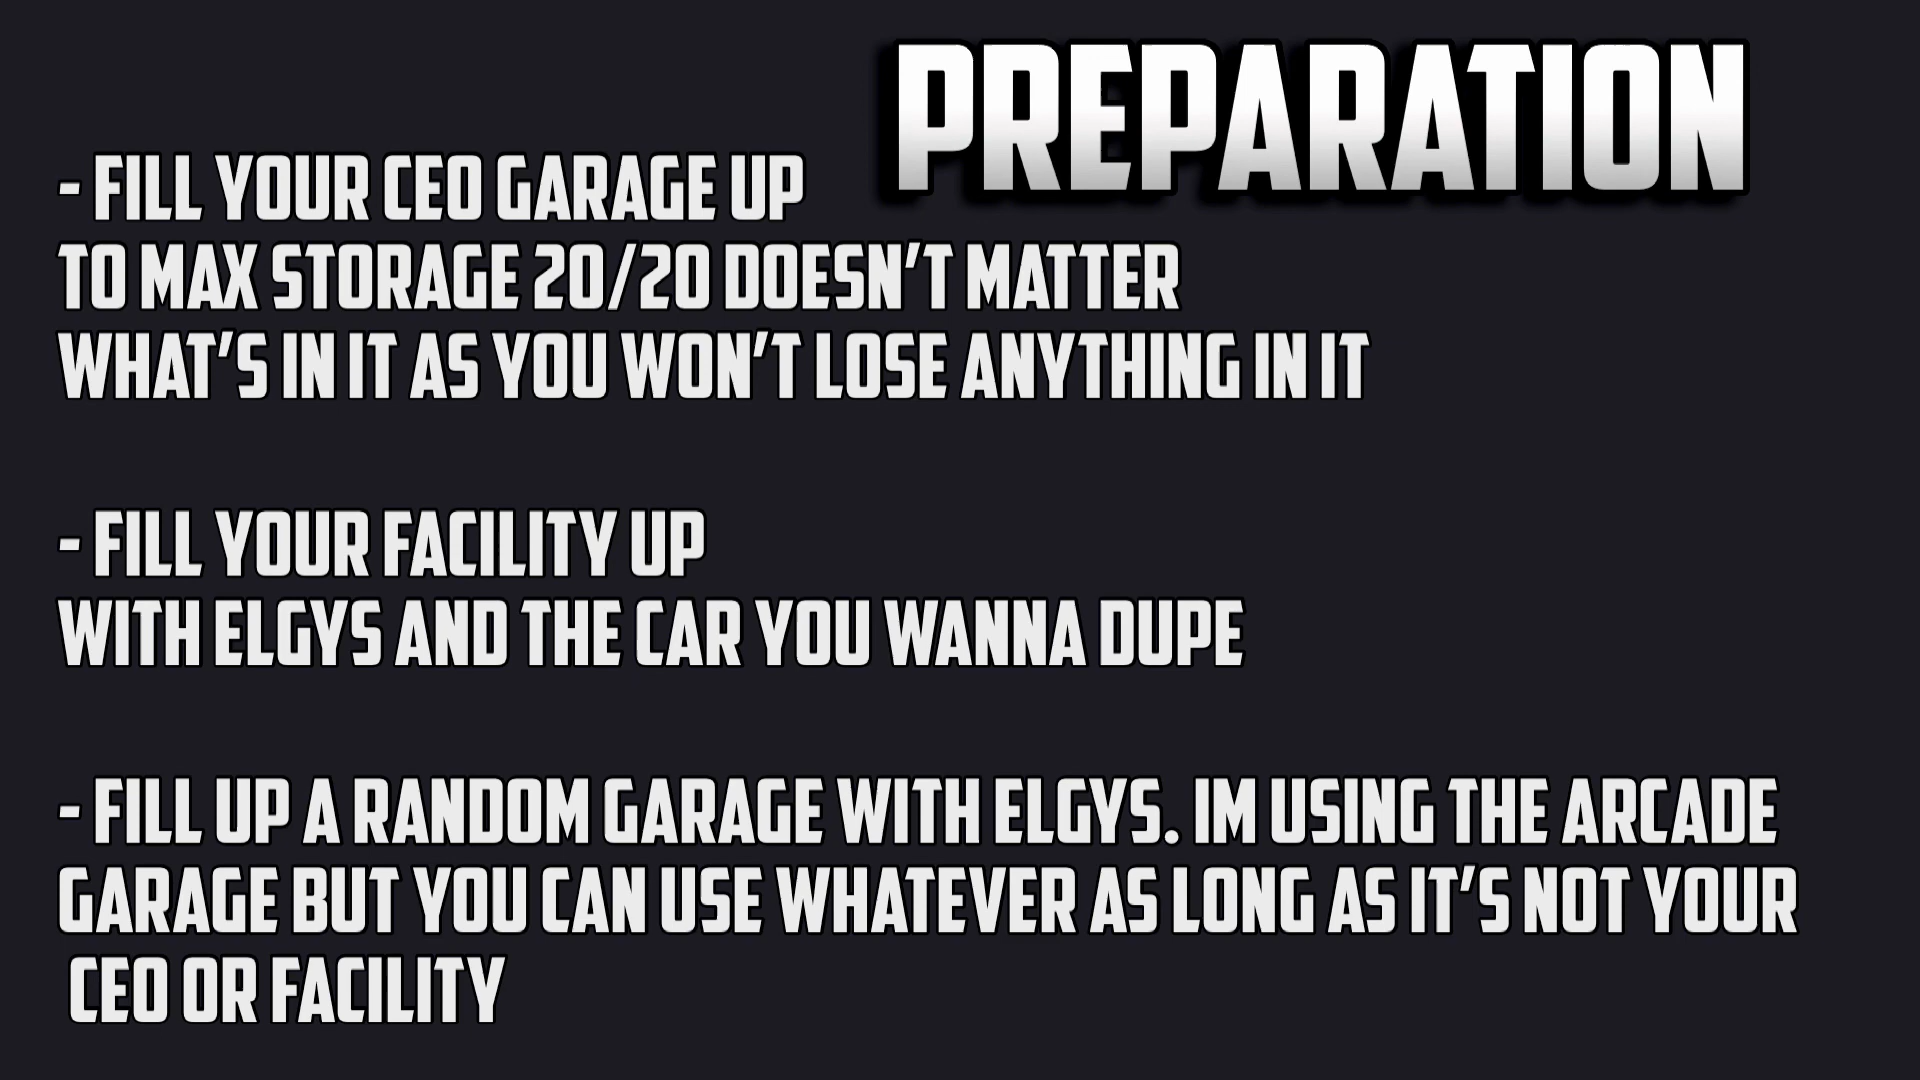 PREPARATION
- FILL YOUR CEO GARAGE UP
TO MAX STORAGE 20/20 DOESN'T MATTER
WHAT'S IN IT AS YOU WON'T LOSE ANYTHING IN IT
- FILL YOUR FACILITY UP
WITH ELGYS AND THE CAR YOU WANNA DUPE
- FILL UP A RANDOM GARAGE WITH ELGYS. IM USING THE ARCADE
GARAGE BUT YOU CAN USE WHATEVER AS LONG AS IT'S NOT YOUR
CEO OR FACILITY